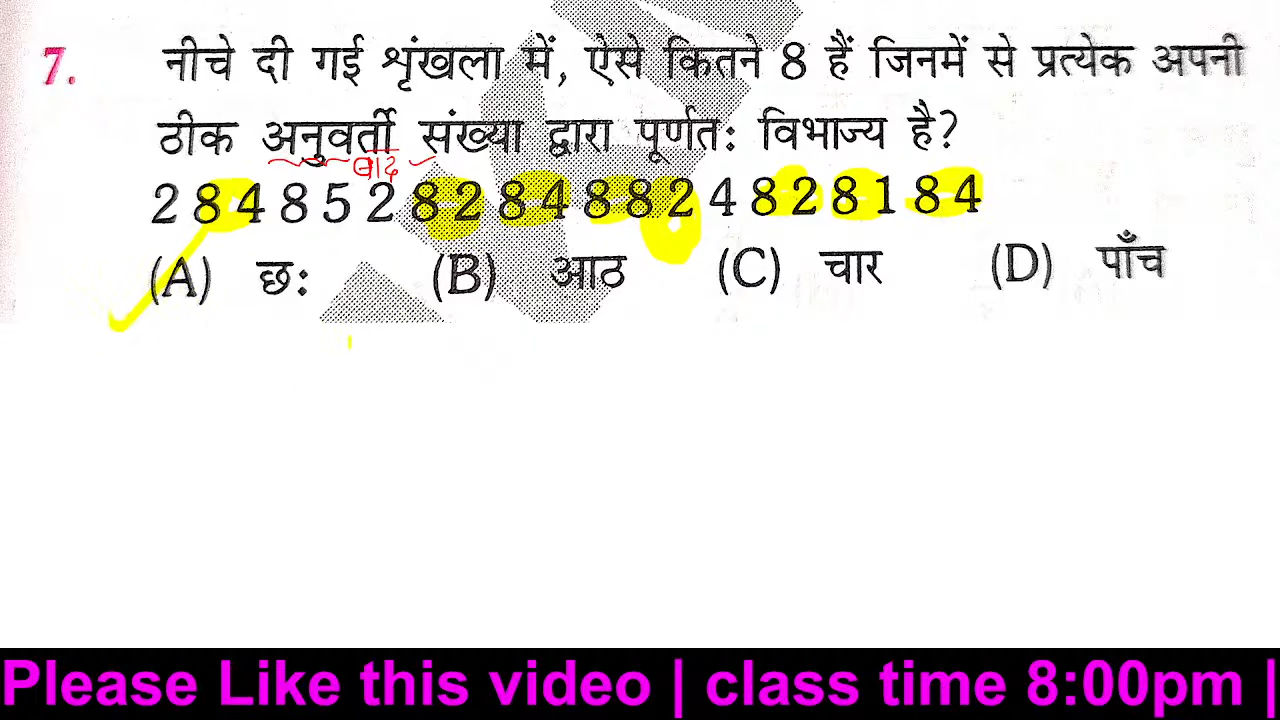 7. नीचे दी गई शृंखला में, ऐसे कितने 8 हैं जिनमें से प्रत्येक अपनी
ठीक अनुवर्ती संख्या द्वारा पूर्णतः विभाज्य है?
बाद
2 8 4 8 5 2 8 2 8 4 8 8 2 4 8 2 8 1 8 4
(A) छः (B) आठ (C) चार (D) पाँच
Please Like this video | class time 8:00pm |